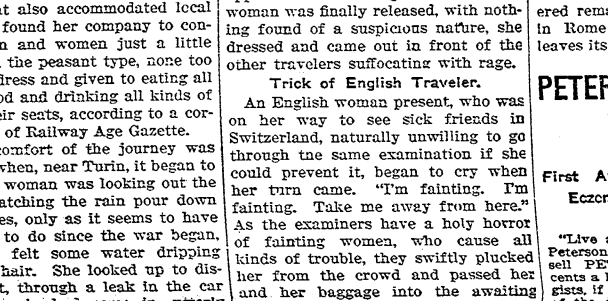 at also accommodated local
found her company to con-
n and women just a little
the peasant type, none too
dress and given to eating all
od and drinking all kinds of
eir seats, according to a cor-
of Railway Age Gazette.
comfort of the journey was
when, near Turin, it began to
woman was looking out the
atching the rain pour down
es, only as it seems to have
to do since the war began,
felt some water dripping
hair. She looked up to dis-
t, through a leak in the car
woman was finally released, with noth-
ing found of a suspicious nature, she
dressed and came out in front of the
other travelers suffocating with rage.
Trick of English Traveler.
An English woman present, who was
on her way to see sick friends in
Switzerland, naturally unwilling to go
through tne same examination if she
could prevent it, began to cry when
her turn came. "I'm fainting. I'm
fainting. Take me away from here."
As the examiners have a holy horror
of fainting women, who cause all
kinds of trouble, they swiftly plucked
her from the crowd and passed her
and her baggage into the awaiting
ered rema
in Rome
leaves its
PETER
First A
Eczem
"Live a
Peterson
sell PE
cents a
gists, if